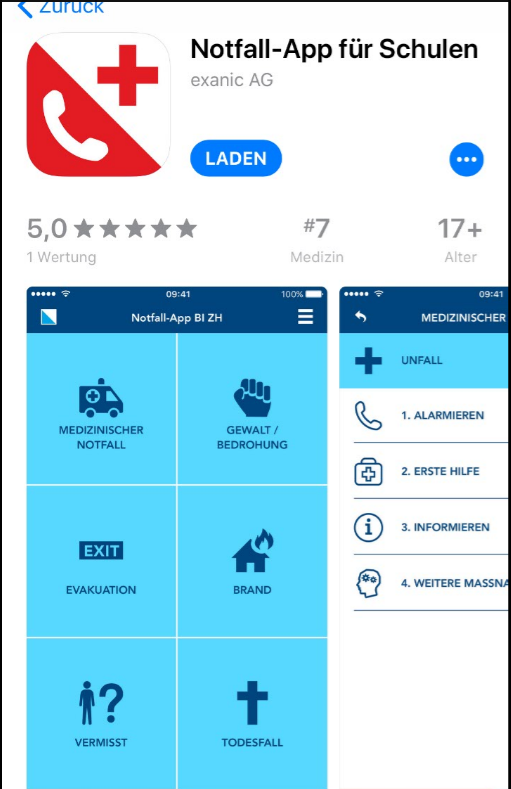 Zurück
Notfall-App für Schulen
exanic AG
LADEN
5,0
#7
17+
1 Wertung
Medizin
Alter
09:41
100%
Notfall-App BI ZH
MEDIZINISCHER
NOTFALL
GEWALT /
BEDROHUNG
EXIT
EVAKUATION
BRAND
VERMISST
TODESFALL
09:41
MEDIZINISCHER
UNFALL
1. ALARMIEREN
2. ERSTE HILFE
3. INFORMIEREN
4. WEITERE MASSNA